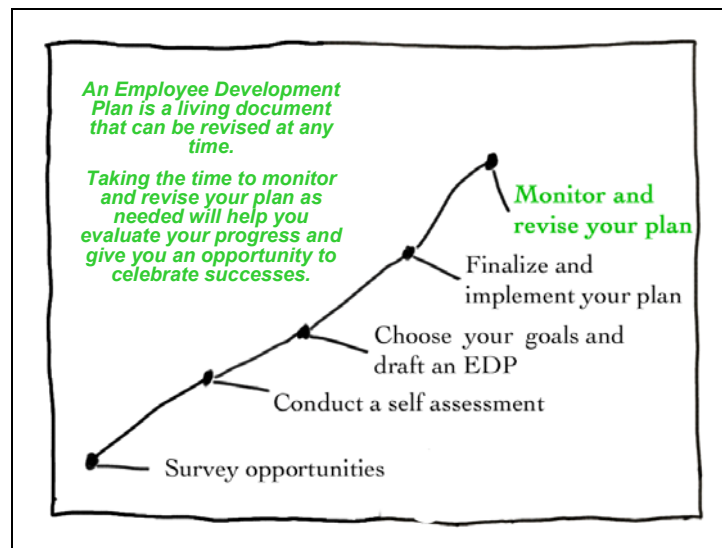 An Employee Development
Plan is a living document
that can be revised at any
time.
Taking the time to monitor
and revise your plan as
needed will help you
evaluate your progress and
give you an opportunity to
celebrate successes.
Monitor and
revise your plan
Finalize and
implement your plan
Choose your goals and
draft an EDP
Conduct a self assessment
Survey opportunities